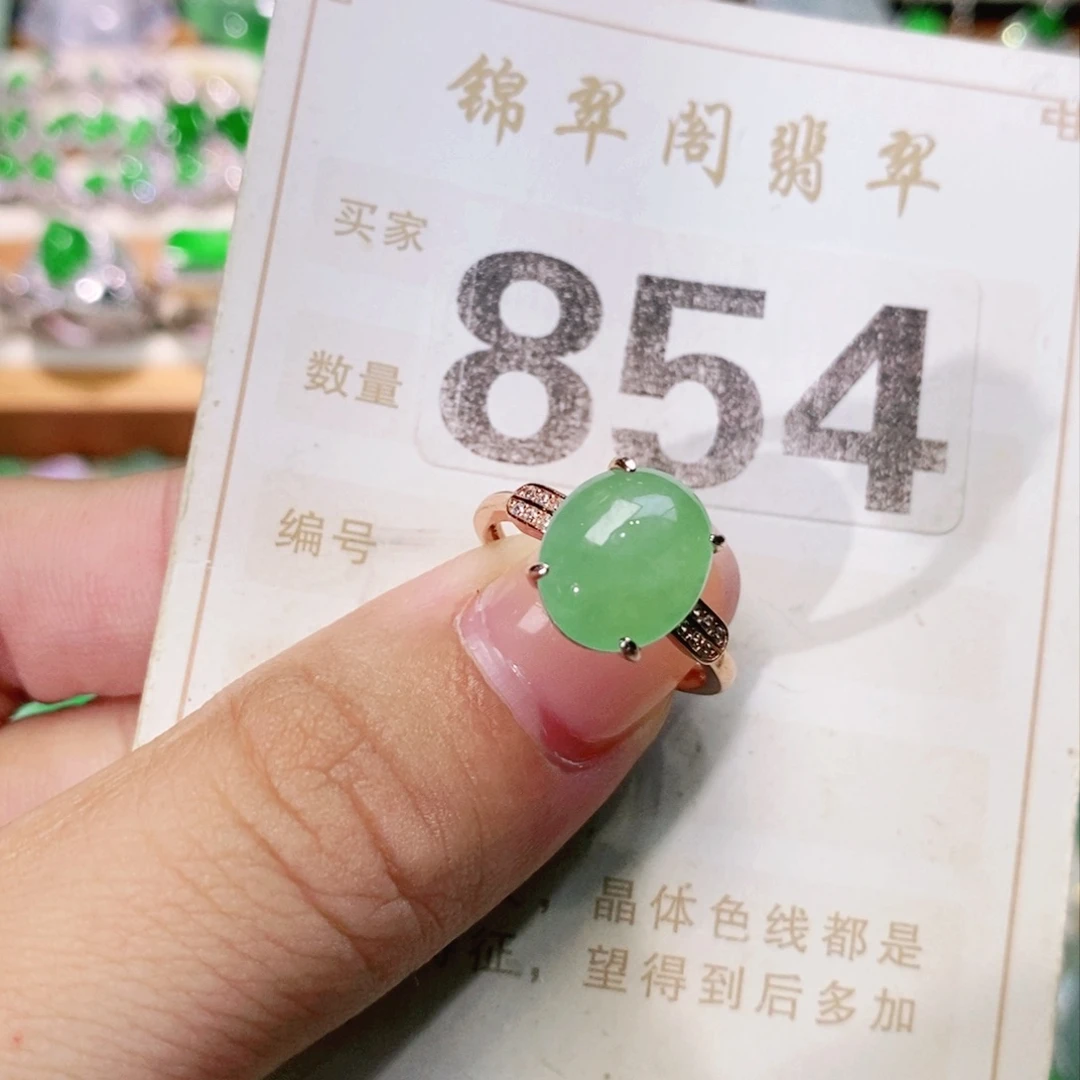 锦翠阁翡翠
买家
854
数量
编号
，晶体色线都是
征，望得到后多加